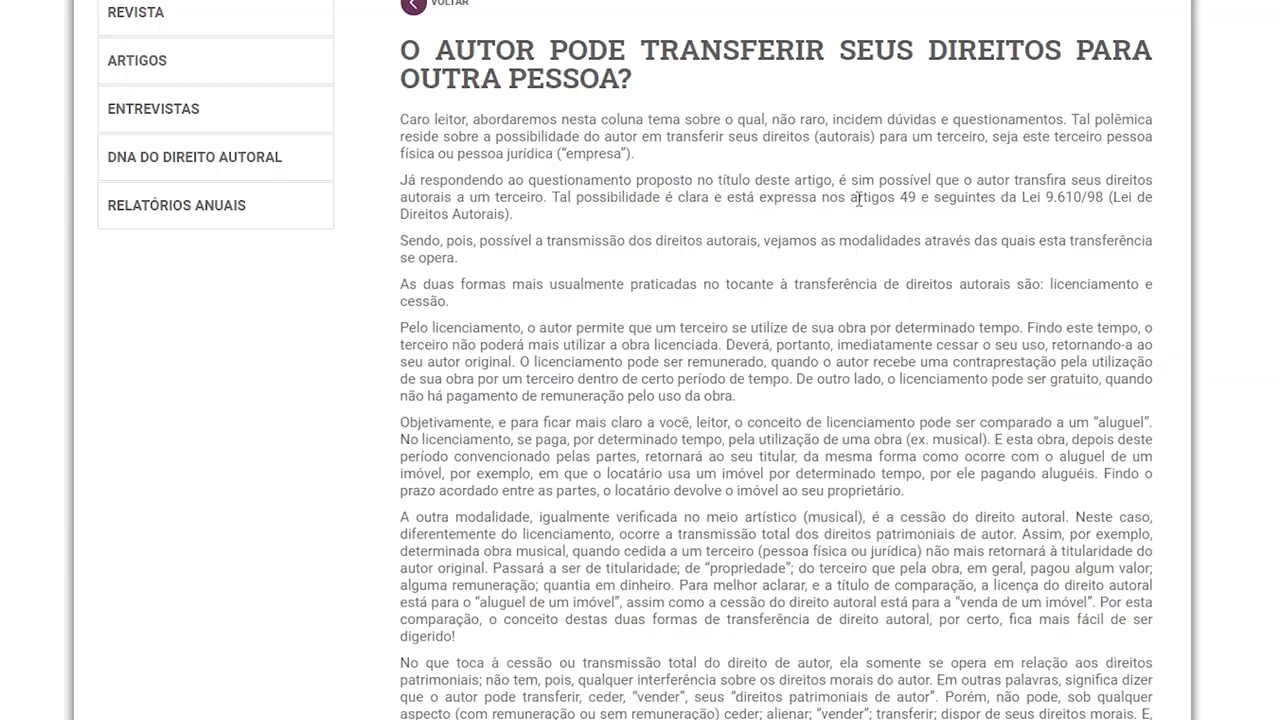 REVISTA
ARTIGOS
ENTREVISTAS
DNA DO DIREITO AUTORAL
RELATÓRIOS ANUAIS
VOLTAR
O AUTOR PODE TRANSFERIR SEUS DIREITOS PARA
OUTRA PESSOA?
Caro leitor, abordaremos nesta coluna tema sobre o qual, não raro, incidem dúvidas e questionamentos. Tal polêmica
reside sobre a possibilidade do autor em transferir seus direitos (autorais) para um terceiro, seja este terceiro pessoa
física ou pessoa jurídica (“empresa”).
Já respondendo ao questionamento proposto no título deste artigo, é sim possível que o autor transfira seus direitos
autorais a um terceiro. Tal possibilidade é clara e está expressa nos artigos 49 e seguintes da Lei 9.610/98 (Lei de
Direitos Autorais).
Sendo, pois, possível a transmissão dos direitos autorais, vejamos as modalidades através das quais esta transferência
se opera.
As duas formas mais usualmente praticadas no tocante à transferência de direitos autorais são: licenciamento e
cessão.
Pelo licenciamento, o autor permite que um terceiro se utilize de sua obra por determinado tempo. Findo este tempo, o
terceiro não poderá mais utilizar a obra licenciada. Deverá, portanto, imediatamente cessar o seu uso, retornando-a ao
seu autor original. O licenciamento pode ser remunerado, quando o autor recebe uma contraprestação pela utilização
de sua obra por um terceiro dentro de certo período de tempo. De outro lado, o licenciamento pode ser gratuito, quando
não há pagamento de remuneração pelo uso da obra.
Objetivamente, e para ficar mais claro a você, leitor, o conceito de licenciamento pode ser comparado a um “aluguel”.
No licenciamento, se paga, por determinado tempo, pela utilização de uma obra (ex. musical). E esta obra, depois deste
período convencionado pelas partes, retornará ao seu titular, da mesma forma como ocorre com o aluguel de um
imóvel, por exemplo, em que o locatário usa um imóvel por determinado tempo, por ele pagando aluguéis. Findo o
prazo acordado entre as partes, o locatário devolve o imóvel ao seu proprietário.
A outra modalidade, igualmente verificada no meio artístico (musical), é a cessão do direito autoral. Neste caso,
diferentemente do licenciamento, ocorre a transmissão total dos direitos patrimoniais de autor. Assim, por exemplo,
determinada obra musical, quando cedida a um terceiro (pessoa física ou jurídica) não mais retornará à titularidade do
autor original. Passará a ser de titularidade; de “propriedade”; do terceiro que pela obra, em geral, pagou algum valor;
alguma remuneração; quantia em dinheiro. Para melhor aclarar, e a título de comparação, a licença do direito autoral
está para o “aluguel de um imóvel”, assim como a cessão do direito autoral está para a “venda de um imóvel”. Por esta
comparação, o conceito destas duas formas de transferência de direito autoral, por certo, fica mais fácil de ser
digerido!
No que toca à cessão ou transmissão total do direito de autor, ela somente se opera em relação aos direitos
patrimoniais; não tem, pois, qualquer interferência sobre os direitos morais do autor. Em outras palavras, significa dizer
que o autor pode transferir, ceder, “vender”, seus “direitos patrimoniais de autor”. Porém, não pode, sob qualquer
aspecto (com remuneração ou sem remuneração) ceder; alienar; “vender”; transferir; dispor de seus direitos morais. E,